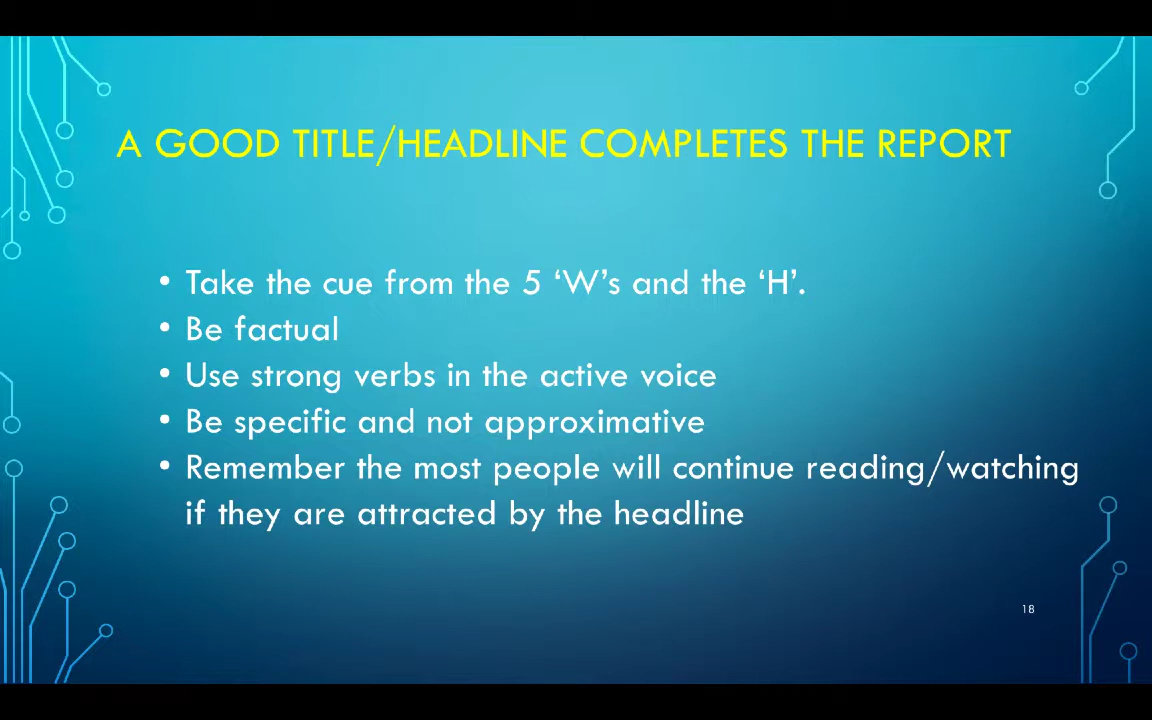 A GOOD TITLE/HEADLINE COMPLETES THE REPORT
• Take the cue from the 5 ‘W’s and the ‘H’.
• Be factual
• Use strong verbs in the active voice
• Be specific and not approximative
• Remember the most people will continue reading/watching
if they are attracted by the headline
18